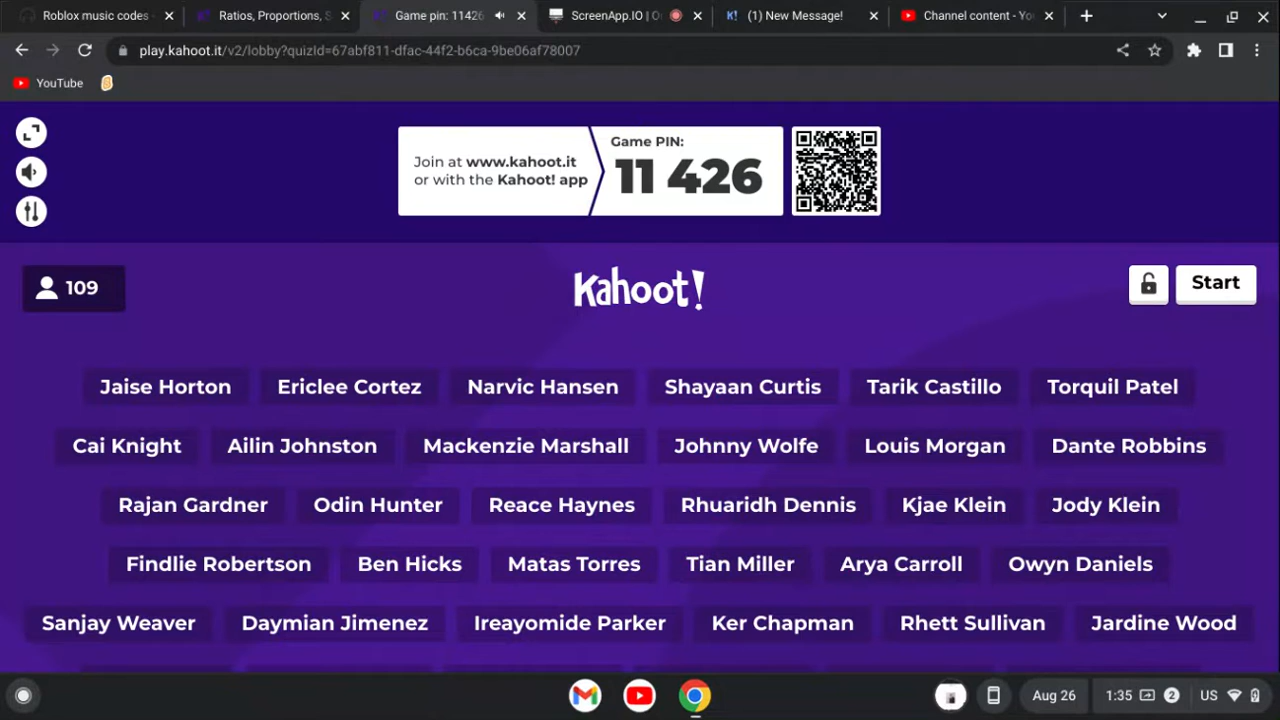 Roblox music codes
Ratios, Proportions, S
Game pin: 11426
ScreenApp.IO | O
K! (1) New Message!
Channel content - Yo
play.kahoot.it/v2/lobby?quizId=67abf811-dfac-44f2-b6ca-9be06af78007
YouTube
Join at www.kahoot.it
or with the Kahoot! app
Game PIN:
11 426
109
Kahoot!
Start
Jaise Horton Ericlee Cortez Narvic Hansen Shayaan Curtis Tarik Castillo Torquil Patel
Cai Knight Ailin Johnston Mackenzie Marshall Johnny Wolfe Louis Morgan Dante Robbins
Rajan Gardner Odin Hunter Reace Haynes Rhuaridh Dennis Kjae Klein Jody Klein
Findlie Robertson Ben Hicks Matas Torres Tian Miller Arya Carroll Owyn Daniels
Sanjay Weaver Daymian Jimenez Ireayomide Parker Ker Chapman Rhett Sullivan Jardine Wood
Aug 26 1:35 2 US